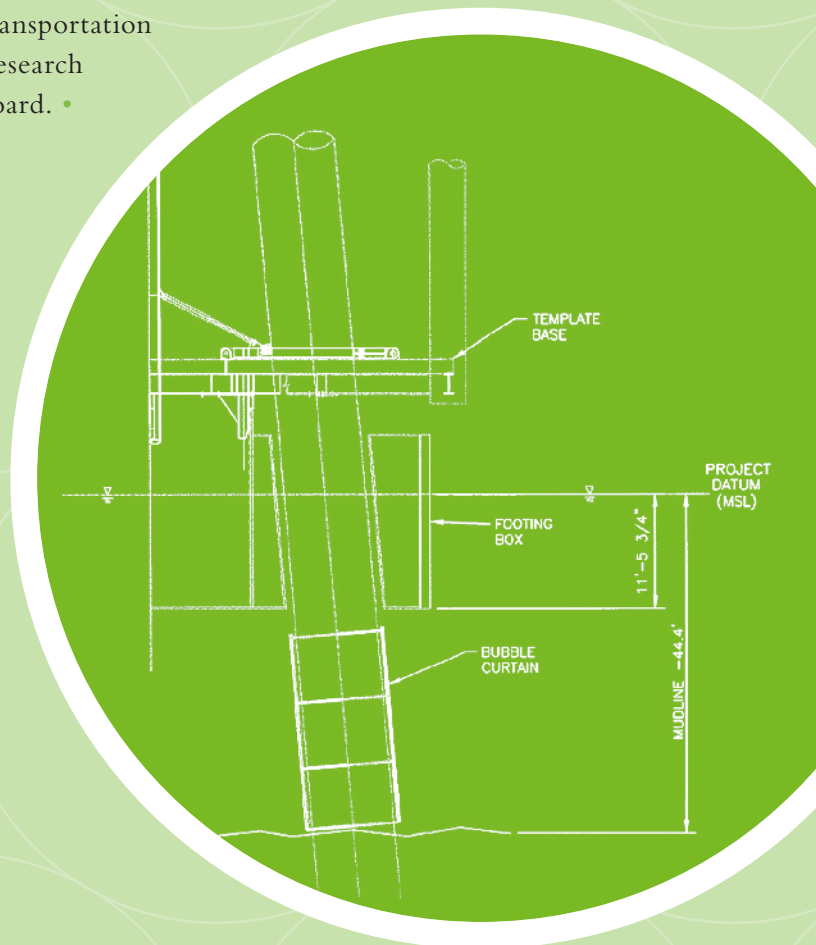 ansportation
esearch
oard. •
TEMPLATE
BASE
PROJECT
DATUM
(MSL)
FOOTING
BOX
11'-5 3/4"
BUBBLE
CURTAIN
MUDLINE -44.4'